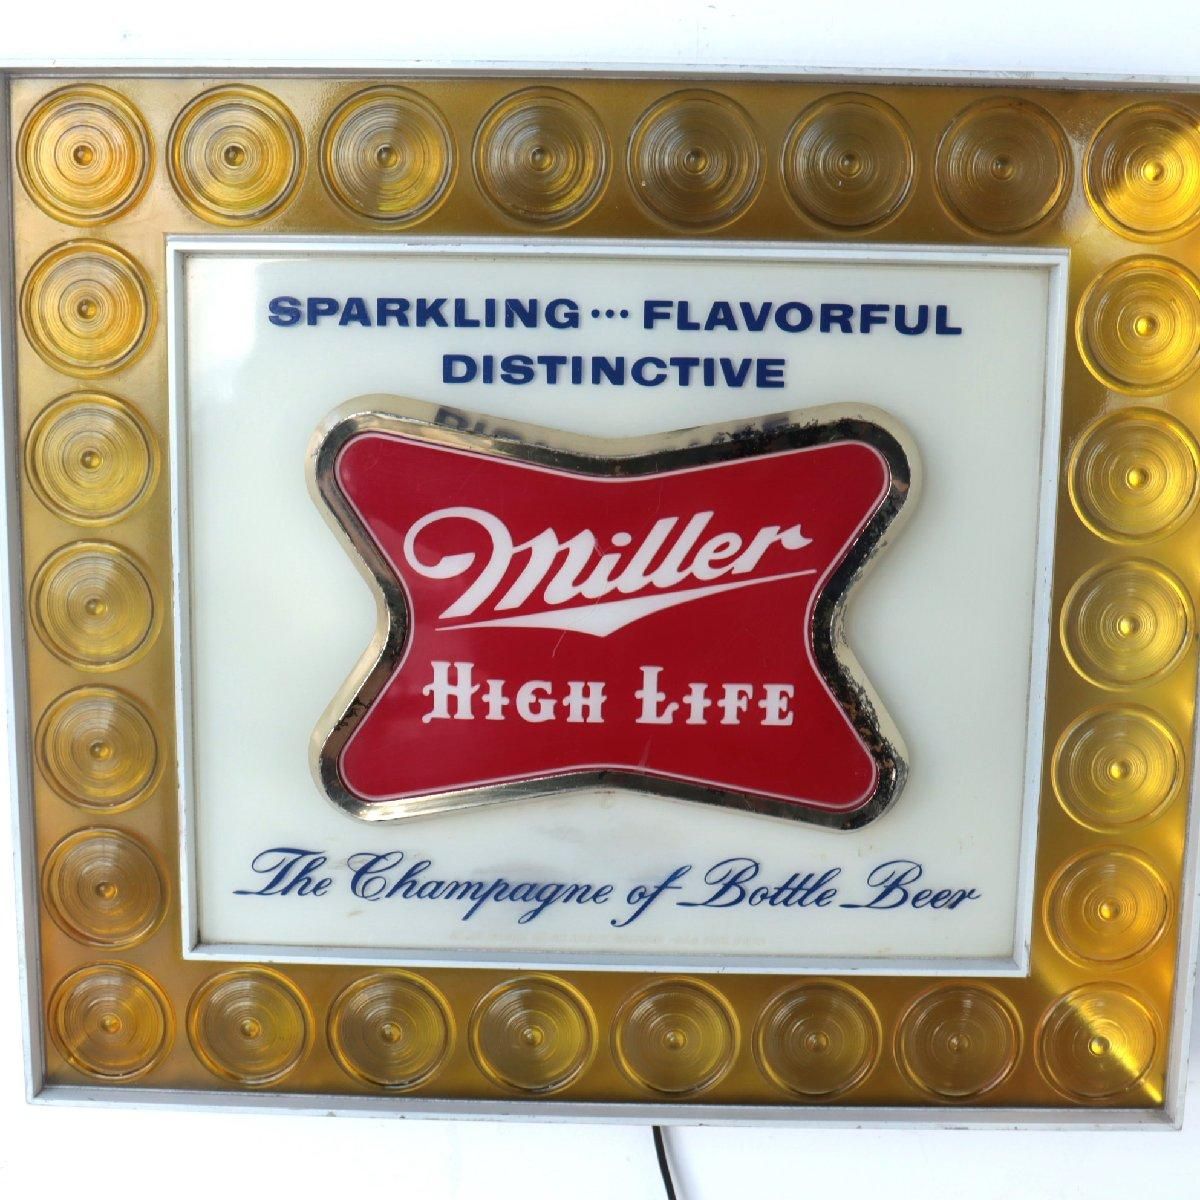 SPARKLING... FLAVORFUL
DISTINCTIVE
Miller
HIGH LIFE
The Champagne of Bottle Beer